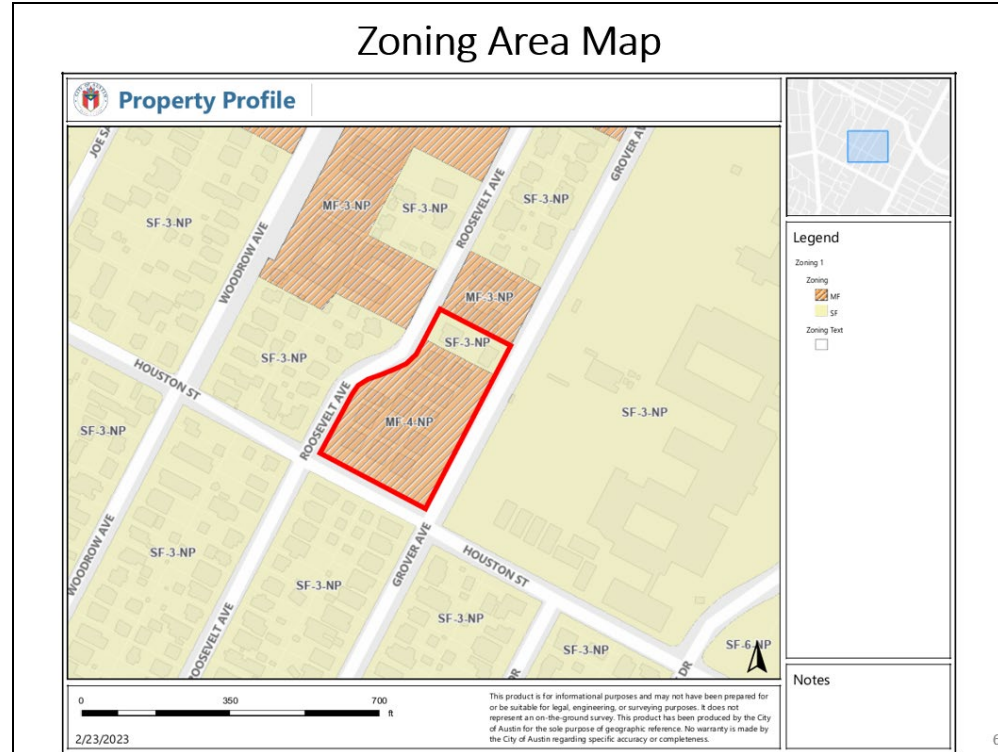 Zoning Area Map
Property Profile
JOE SA
MF-3-NP
SF-3-NP
ROOSEVELT AVE
SF-3-NP
GROVER AV
SF-3-NP
WOODROW AVE
MF-3-NP
SF-3-NP
SF-3-NP
HOUSTON ST
ROOSEVELT AVE
MF-4-NP
SF-3-NP
SF-3-NP
WOODROW AVE
SF-3-NP
SF-3-NP
GROVER AVE
HOUSTON ST
SF-3-NP
ROOSEVELT AVE
SF-3-NP
SF-6-NP
DR
DR
Legend
Zoning 1
Zoning
MF
SF
Zoning Text
Notes
0 350 700
ft
2/23/2023
This product is for informational purposes and may not have been prepared for
or be suitable for legal, engineering, or surveying purposes. It does not
represent an on-the-ground survey. This product has been produced by the City
of Austin for the sole purpose of geographic reference. No warranty is made by
the City of Austin regarding specific accuracy or completeness.
6